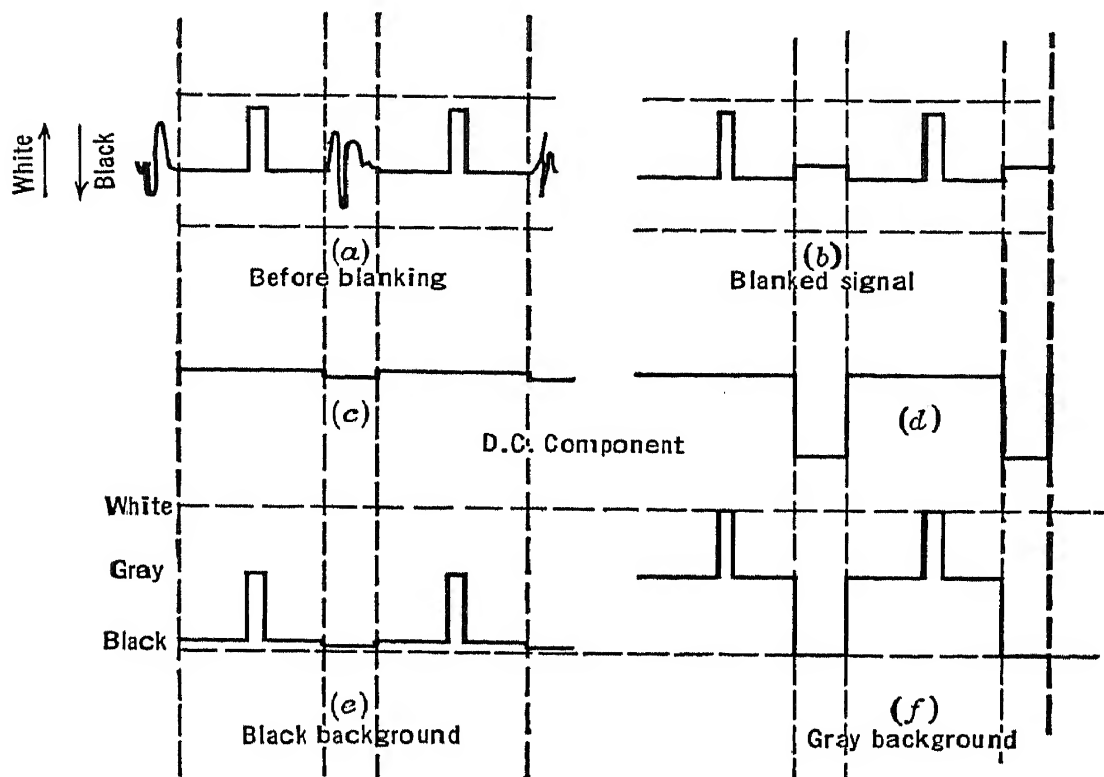 White
Black
(a)
Before blanking
(b)
Blanked signal
(c)
(d)
D.C. Component
White
Gray
Black
(e)
Black background
(f)
Gray background